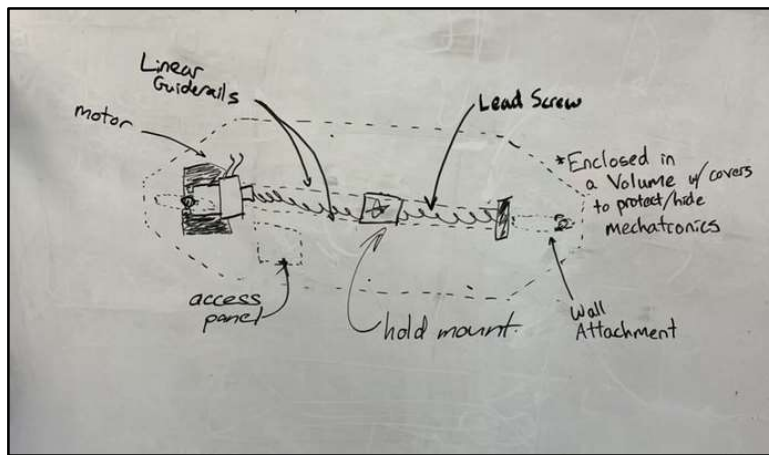 Linear
Guiderails
motor
Lead Screw
*Enclosed in
a Volume w/ covers
to protect/hide
mechatronics
access
panel
hold mount.
Wall
Attachment